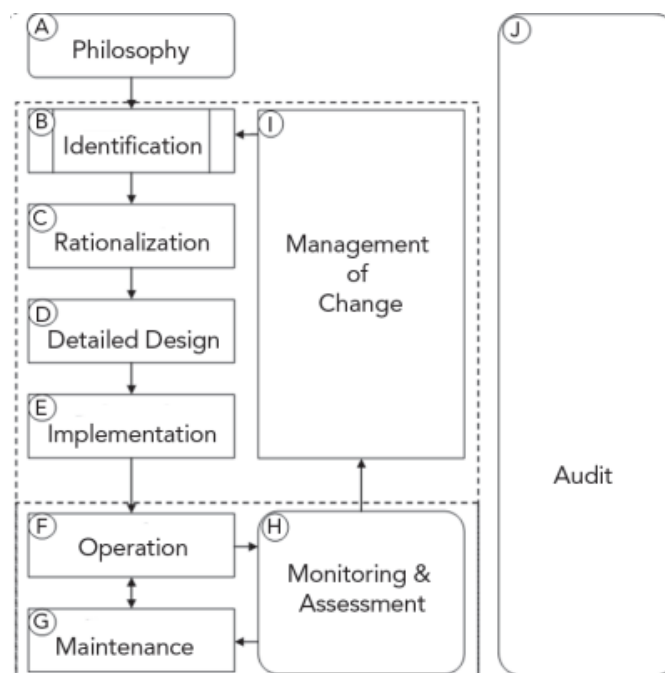 A
Philosophy
B
Identification
C
Rationalization
D
Detailed Design
E
Implementation
F
Operation
G
Maintenance
H
Monitoring &
Assessment
I
Management
of
Change
J
Audit